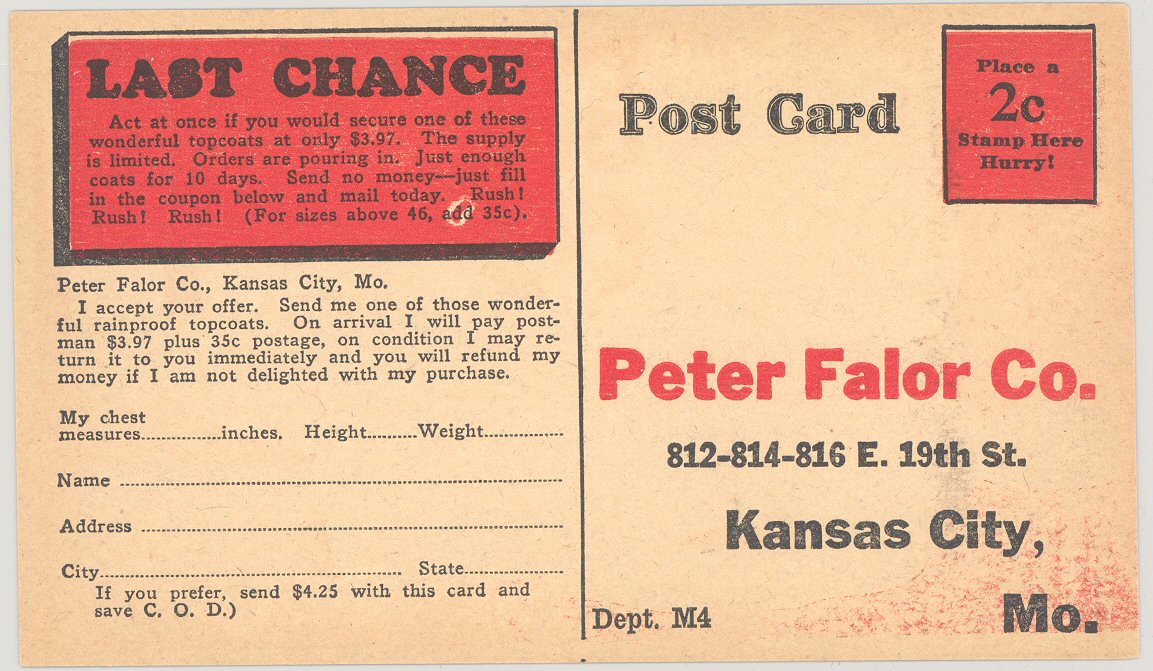 LAST CHANCE
Act at once if you would secure one of these
wonderful topcoats at only $3.97. The supply
is limited. Orders are pouring in. Just enough
coats for 10 days. Send no money—just fill
in the coupon below and mail today. Rush!
Rush! Rush! (For sizes above 46, add 35c).
Peter Falor Co., Kansas City, Mo.
I accept your offer. Send me one of those wonder-
ful rainproof topcoats. On arrival I will pay post-
man $3.97 plus 35c postage, on condition I may re-
turn it to you immediately and you will refund my
money if I am not delighted with my purchase.
My chest
measures..............inches. Height.........Weight..............
Name ................................................................
Address ................................................................
City...................................................... State.................
If you prefer, send $4.25 with this card and
save C. O. D.)
Post Card
Place a
2c
Stamp Here
Hurry!
Peter Falor Co.
812-814-816 E. 19th St.
Kansas City,
Mo.
Dept. M4